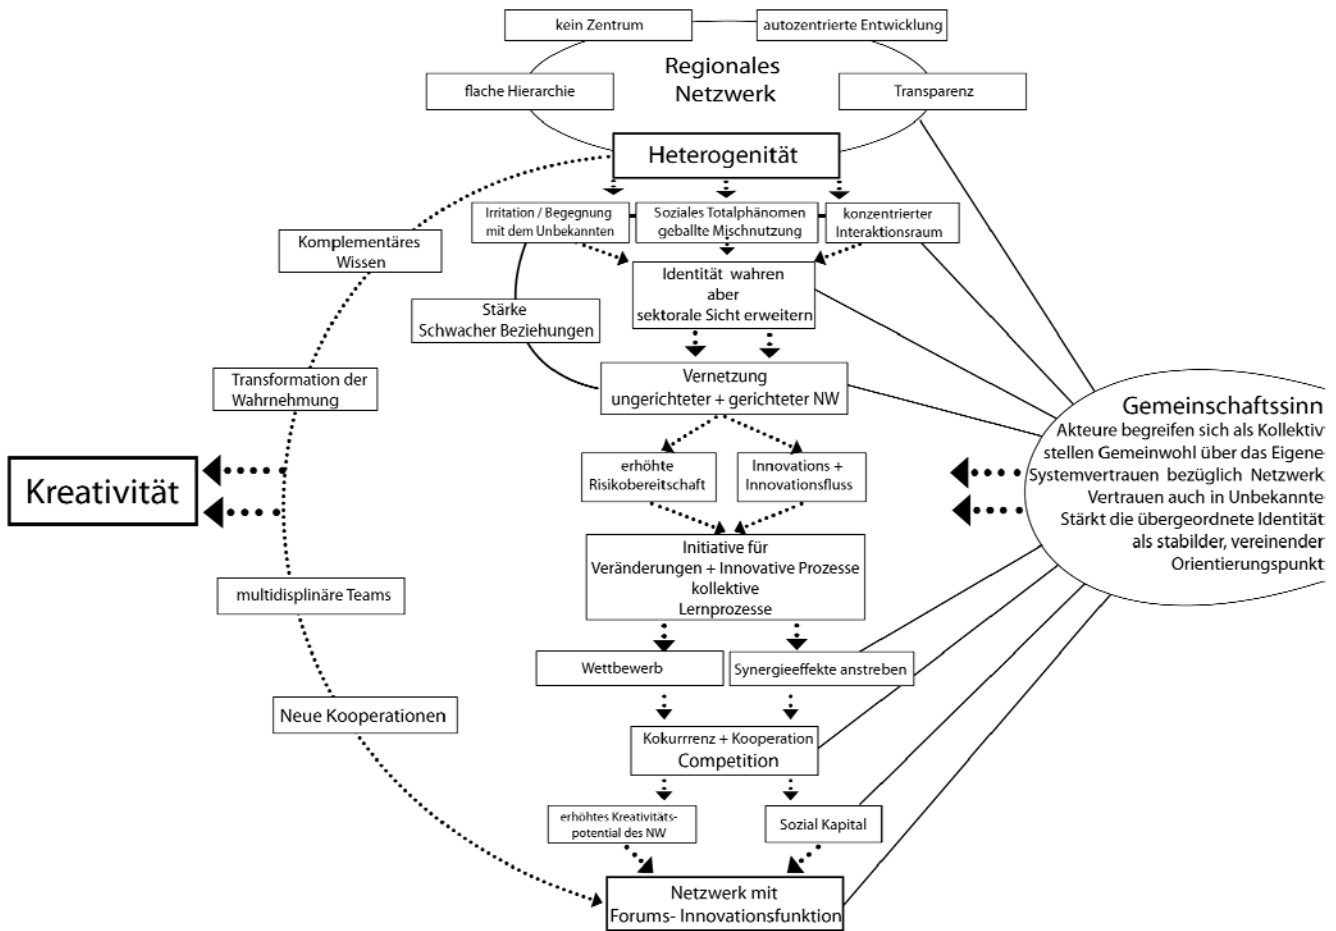 kein Zentrum
autozentrierte Entwicklung
Regionales
Netzwerk
flache Hierarchie
Transparenz
Heterogenität
Irritation / Begegnung
mit dem Unbekannten
Soziales Totalphänomen
geballte Mischnutzung
konzentrierter
Interaktionsraum
Komplementäres
Wissen
Identität wahren
aber
sektorale Sicht erweitern
Stärke
Schwacher Beziehungen
Transformation der
Wahrnehmung
Vernetzung
ungerichteter + gerichteter NW
Gemeinschaftssinn
Akteure begreifen sich als Kollektiv
stellen Gemeinwohl über das Eigene
Systemvertrauen bezüglich Netzwerk
Vertrauen auch in Unbekannte
Stärkt die übergeordnete Identität
als stabilder, vereinender
Orientierungspunkt
Kreativität
erhöhte
Risikobereitschaft
Innovations +
Innovationsfluss
Initiative für
Veränderungen + Innovative Prozesse
kollektive
Lernprozesse
multidisplinäre Teams
Wettbewerb
Synergieeffekte anstreben
Neue Kooperationen
Kokurrrenz + Kooperation
Competition
erhöhtes Kreativitäts-
potential des NW
Sozial Kapital
Netzwerk mit
Forums- Innovationsfunktion